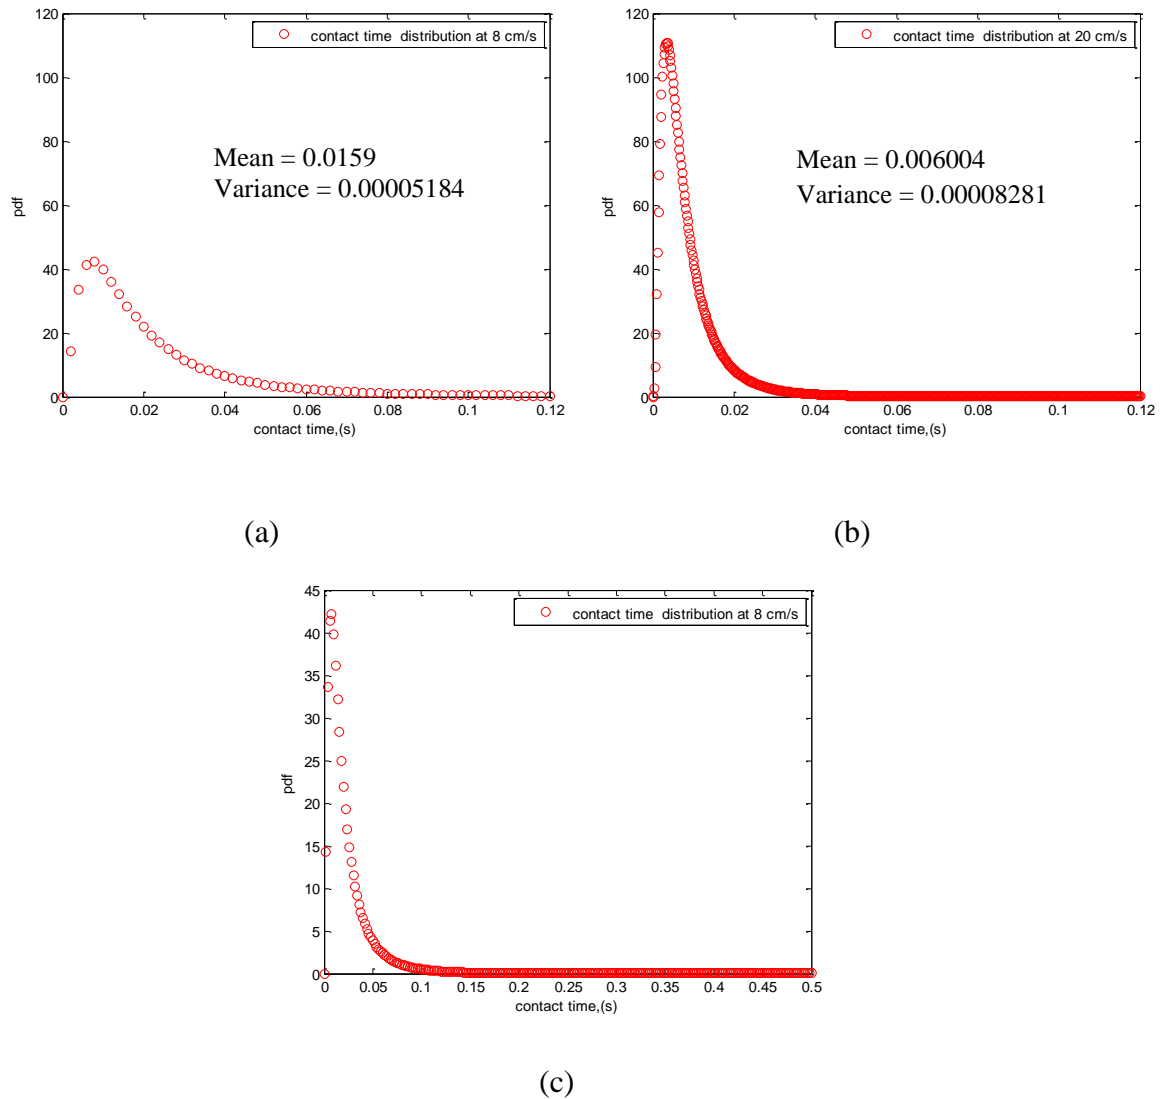 120
100
80
60
40
20
0
pdf
contact time distribution at 8 cm/s
Mean = 0.0159
Variance = 0.00005184
0 0.02 0.04 0.06 0.08 0.1 0.12
contact time,(s)
(a)
120
100
80
60
40
20
0
pdf
contact time distribution at 20 cm/s
Mean = 0.006004
Variance = 0.00008281
0 0.02 0.04 0.06 0.08 0.1 0.12
contact time,(s)
(b)
45
40
35
30
25
20
15
10
5
0
pdf
contact time distribution at 8 cm/s
0 0.05 0.1 0.15 0.2 0.25 0.3 0.35 0.4 0.45 0.5
contact time,(s)
(c)